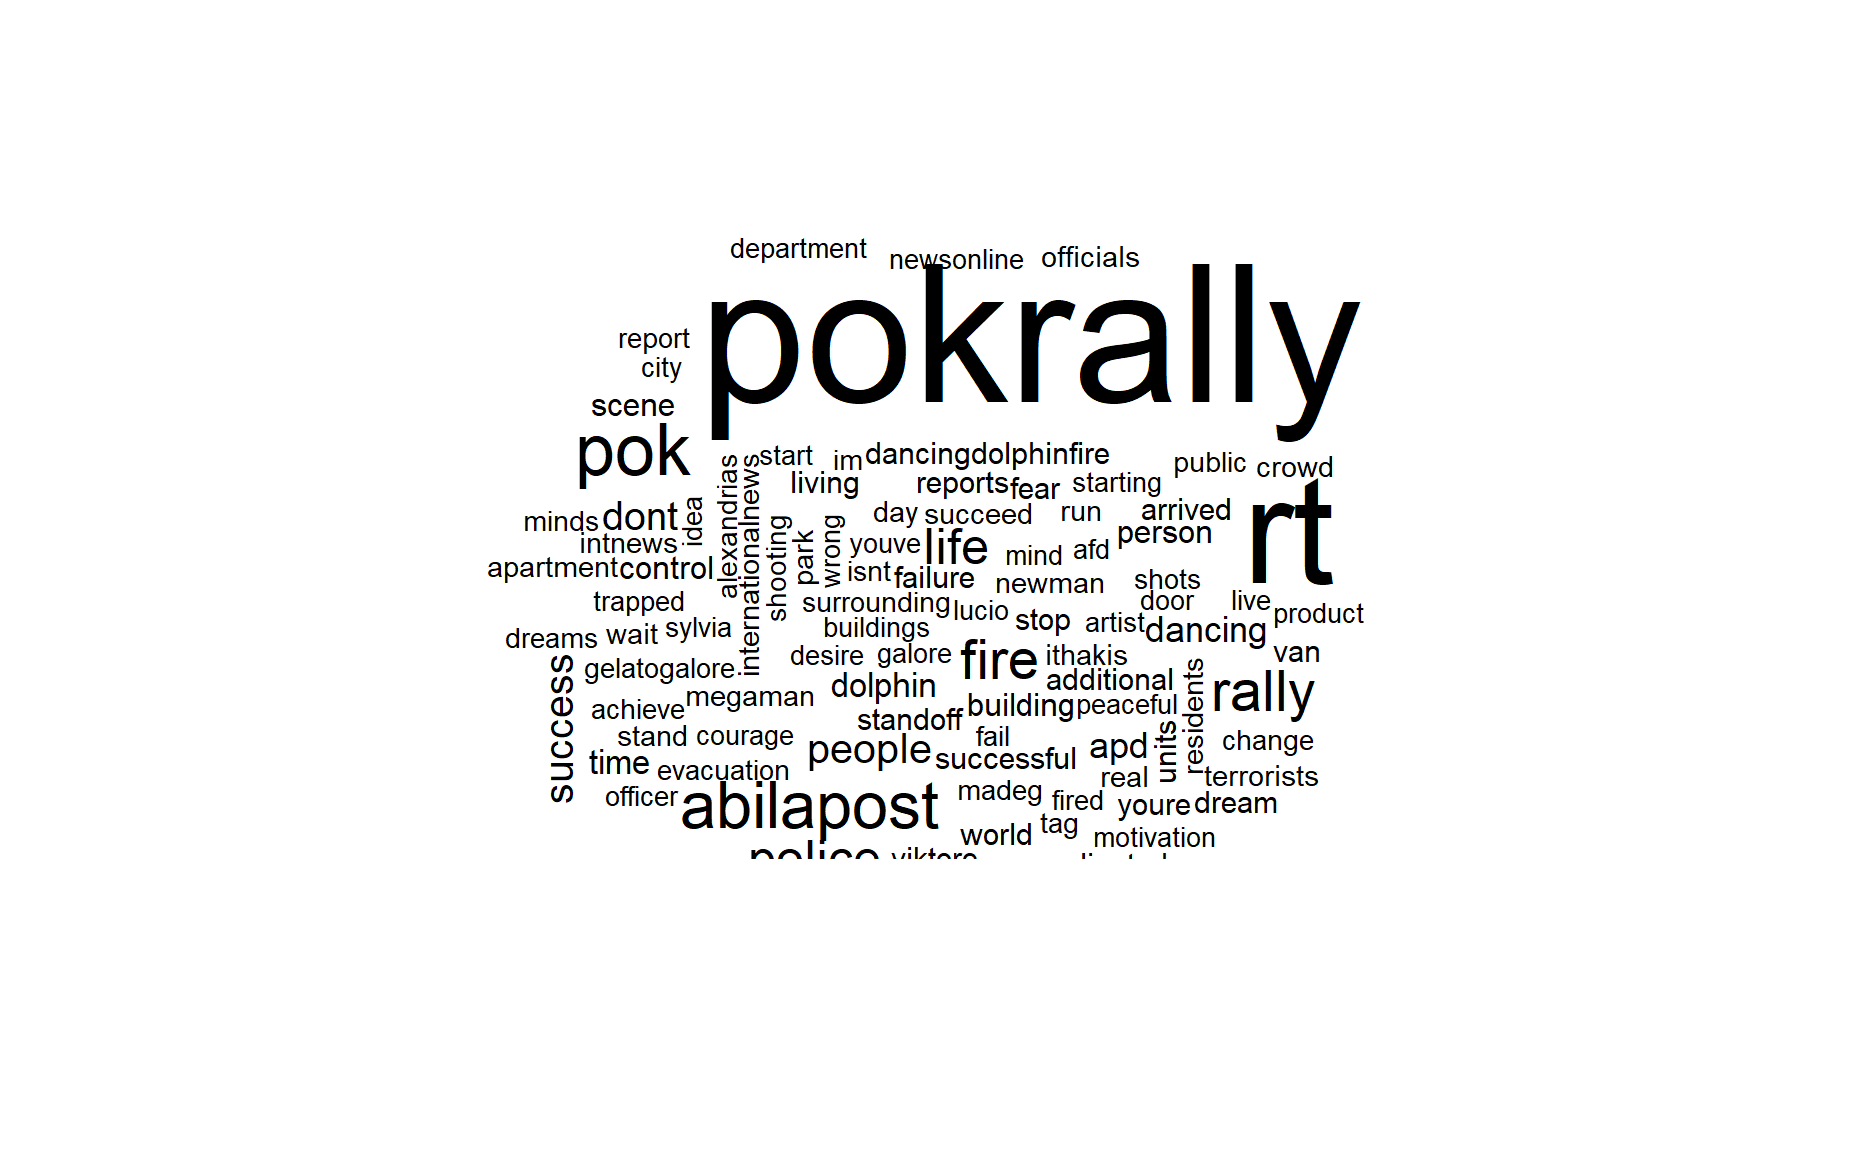 department newsonline officials
pokrally
report
city
scene
pok
start im dancingdolphinfire public crowd
living reports fear starting
rt
minds dont idea alexandrias internationalnews shooting park wrong day succeed run arrived
intnews youve life mind afd person
apartment control isnt failure newman shots
trapped surrounding lucio door live product
dreams wait sylvia buildings stop artist dancing
success gelatogalore desire galore fire ithakis van
megaman dolphin additional residents rally
achieve standoff building peaceful
stand courage people fail apd units change
time evacuation successful real terrorists
officer abilapost madeg fired youre dream
world tag motivation
police viktore